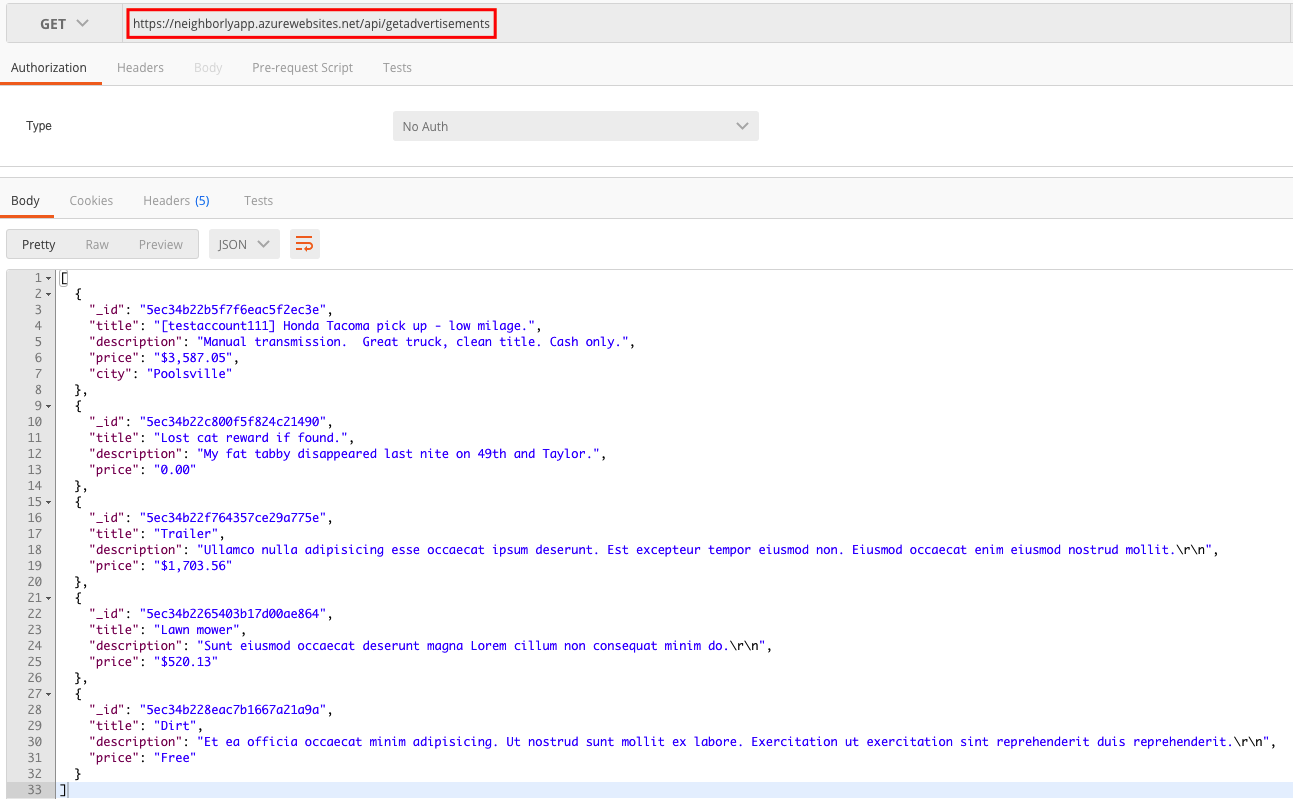 GET https://neighborlyapp.azurewebsites.net/api/getadvertisements
Authorization Headers Body Pre-request Script Tests
Type No Auth
Body Cookies Headers (5) Tests
Pretty Raw Preview JSON
1 [
2 {
3 "_id": "5ec34b22b5f7f6eac5f2ec3e",
4 "title": "[testaccount111] Honda Tacoma pick up - low milage.",
5 "description": "Manual transmission.  Great truck, clean title. Cash only.",
6 "price": "$3,587.05",
7 "city": "Poolsville"
8 },
9 {
10 "_id": "5ec34b22c800f5f824c21490",
11 "title": "Lost cat reward if found.",
12 "description": "My fat tabby disappeared last nite on 49th and Taylor.",
13 "price": "0.00"
14 },
15 {
16 "_id": "5ec34b22f764357ce29a775e",
17 "title": "Trailer",
18 "description": "Ullamco nulla adipisicing esse occaecat ipsum deserunt. Est excepteur tempor eiusmod non. Eiusmod occaecat enim eiusmod nostrud mollit.\r\n",
19 "price": "$1,703.56"
20 },
21 {
22 "_id": "5ec34b2265403b17d00ae864",
23 "title": "Lawn mower",
24 "description": "Sunt eiusmod occaecat deserunt magna Lorem cillum non consequat minim do.\r\n",
25 "price": "$520.13"
26 },
27 {
28 "_id": "5ec34b228eac7b1667a21a9a",
29 "title": "Dirt",
30 "description": "Et ea officia occaecat minim adipisicing. Ut nostrud sunt mollit ex labore. Exercitation ut exercitation sint reprehenderit duis reprehenderit.\r\n",
31 "price": "Free"
32 }
33 ]